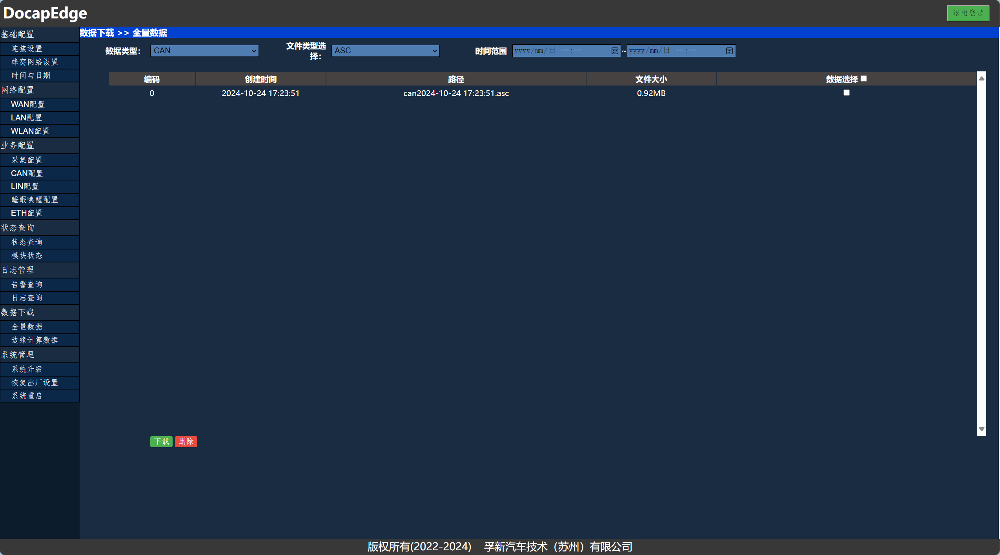 DocapEdge
退出登录
基础配置
连接设置
蜂窝网络设置
时间与日期
网络配置
WAN配置
LAN配置
WLAN配置
业务配置
采集配置
CAN配置
LIN配置
睡眠唤醒配置
ETH配置
状态查询
状态查询
模块状态
日志管理
告警查询
日志查询
数据下载
全量数据
边缘计算数据
系统管理
系统升级
恢复出厂设置
系统重启
数据下载 >> 全量数据
数据类型： CAN
文件类型选
择： ASC
时间范围 yyyy/mm/日 --:-- ~ yyyy/mm/日 --:--
编码 创建时间 路径 文件大小 数据选择
0 2024-10-24 17:23:51 can2024-10-24 17:23:51.asc 0.92MB
下载 删除
版权所有(2022-2024) 孚新汽车技术（苏州）有限公司